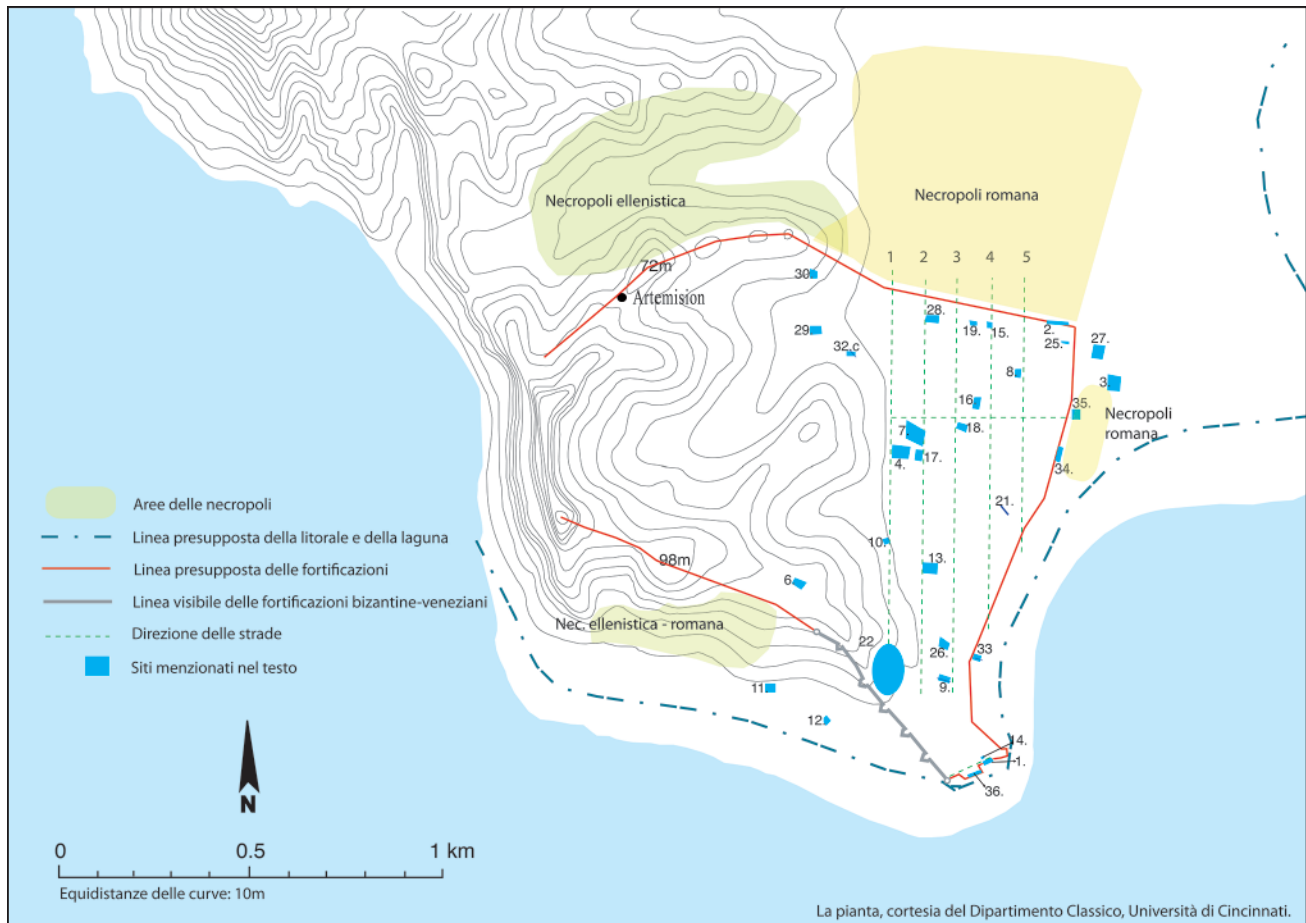 Necropoli ellenistica
Necropoli romana
72m
Artemision
1
2
3
4
5
30.
29.
32.c
28.
19.
15.
2.
25.
27.
3.
8.
16.
35.
Necropoli
romana
7.
18.
4.
17.
34.
21.
10.
13.
98m
6.
Nec. ellenistica - romana
22
26.
33
9.
11.
12.
14.
1.
36.
Aree delle necropoli
Linea presupposta della litorale e della laguna
Linea presupposta delle fortificazioni
Linea visibile delle fortificazioni bizantine-veneziani
Direzione delle strade
Siti menzionati nel testo
N
0
0.5
1 km
Equidistanze delle curve: 10m
La pianta, cortesia del Dipartimento Classico, Università di Cincinnati.